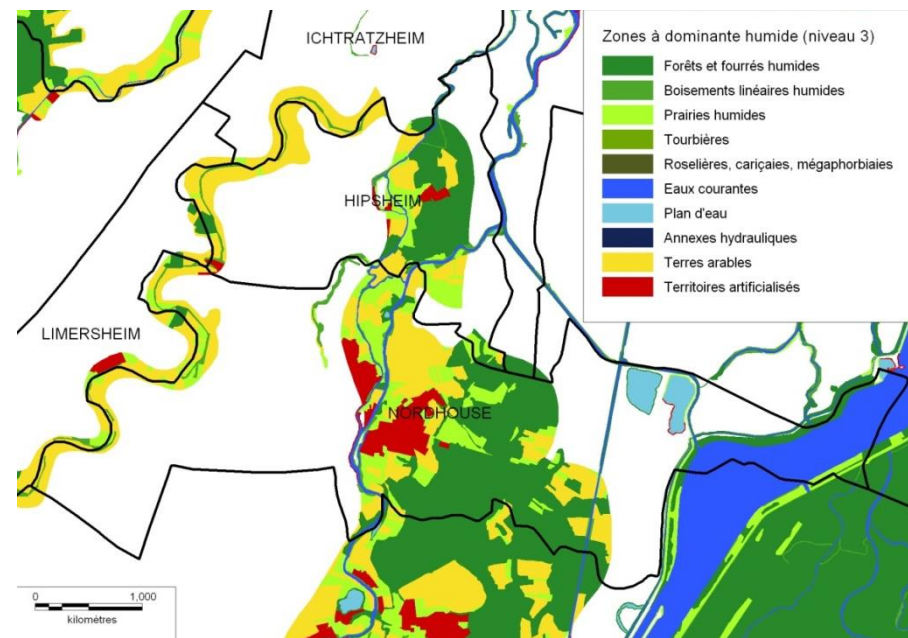 ICHTRATZHEIM
HIPSHEIM
LIMERSHEIM
NORDHOUSE
Zones à dominante humide (niveau 3)
Forêts et fourrés humides
Boisements linéaires humides
Prairies humides
Tourbières
Roselières, cariçaies, mégaphorbiaies
Eaux courantes
Plan d'eau
Annexes hydrauliques
Terres arables
Territoires artificialisés
0 1,000
kilomètres